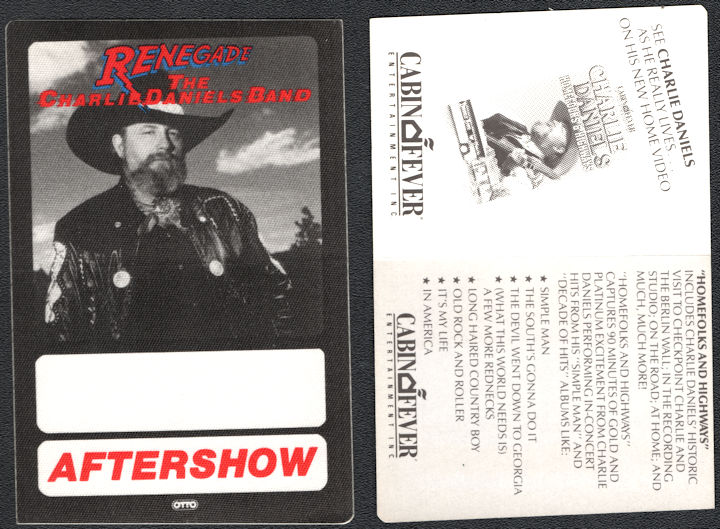 RENEGADE
THE
CHARLIE DANIELS BAND
AFTERSHOW
OTTO
SEE CHARLIE DANIELS
AS HE REALLY LIVES . . .
ON HIS NEW HOME VIDEO
CHARLIE
DANIELS
CABIN FEVER
ENTERTAINMENT INC
"HOMEFOLKS AND HIGHWAYS"
INCLUDES CHARLIE DANIELS' HISTORIC
VISIT TO CHECKPOINT CHARLIE AND
THE BERLIN WALL; IN THE RECORDING
STUDIO; ON THE ROAD; AT HOME; AND
MUCH, MUCH MORE!
"HOMEFOLKS AND HIGHWAYS"
CAPTURES 90 MINUTES OF GOLD AND
PLATINUM EXCITEMENT FROM CHARLIE
DANIELS PERFORMING IN CONCERT
HITS FROM HIS "SIMPLE MAN" AND
"DECADE OF HITS" ALBUMS LIKE:
★ SIMPLE MAN
★ THE SOUTH'S GONNA DO IT
★ THE DEVIL WENT DOWN TO GEORGIA
★ (WHAT THIS WORLD NEEDS IS)
A FEW MORE REDNECKS
★ LONG HAIRED COUNTRY BOY
★ OLD ROCK AND ROLLER
★ IT'S MY LIFE
★ IN AMERICA
CABIN FEVER
ENTERTAINMENT INC